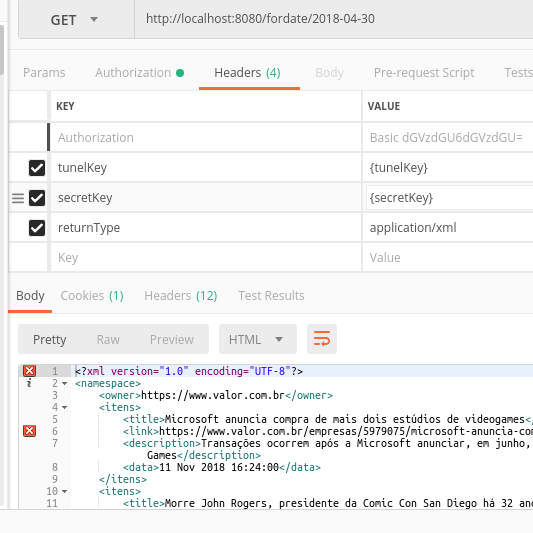 GET http://localhost:8080/fordate/2018-04-30
Params Authorization Headers (4) Body Pre-request Script Tests
KEY VALUE
Authorization Basic dGVzdGU6dGVzdGU=
tunelKey {tunelKey}
secretKey {secretKey}
returnType application/xml
Key Value
Body Cookies (1) Headers (12) Test Results
Pretty Raw Preview HTML
1 <?xml version="1.0" encoding="UTF-8"?>
i 2 <namespace>
3 <owner>https://www.valor.com.br</owner>
4 <itens>
5 <title>Microsoft anuncia compra de mais dois estúdios de videogames</
6 <link>https://www.valor.com.br/empresas/5979075/microsoft-anuncia-com
7 <description>Transações ocorrem após a Microsoft anunciar, em junho,
Games</description>
8 <data>11 Nov 2018 16:24:00</data>
9 </itens>
10 <itens>
11 <title>Morre John Rogers, presidente da Comic Con San Diego há 32 ano